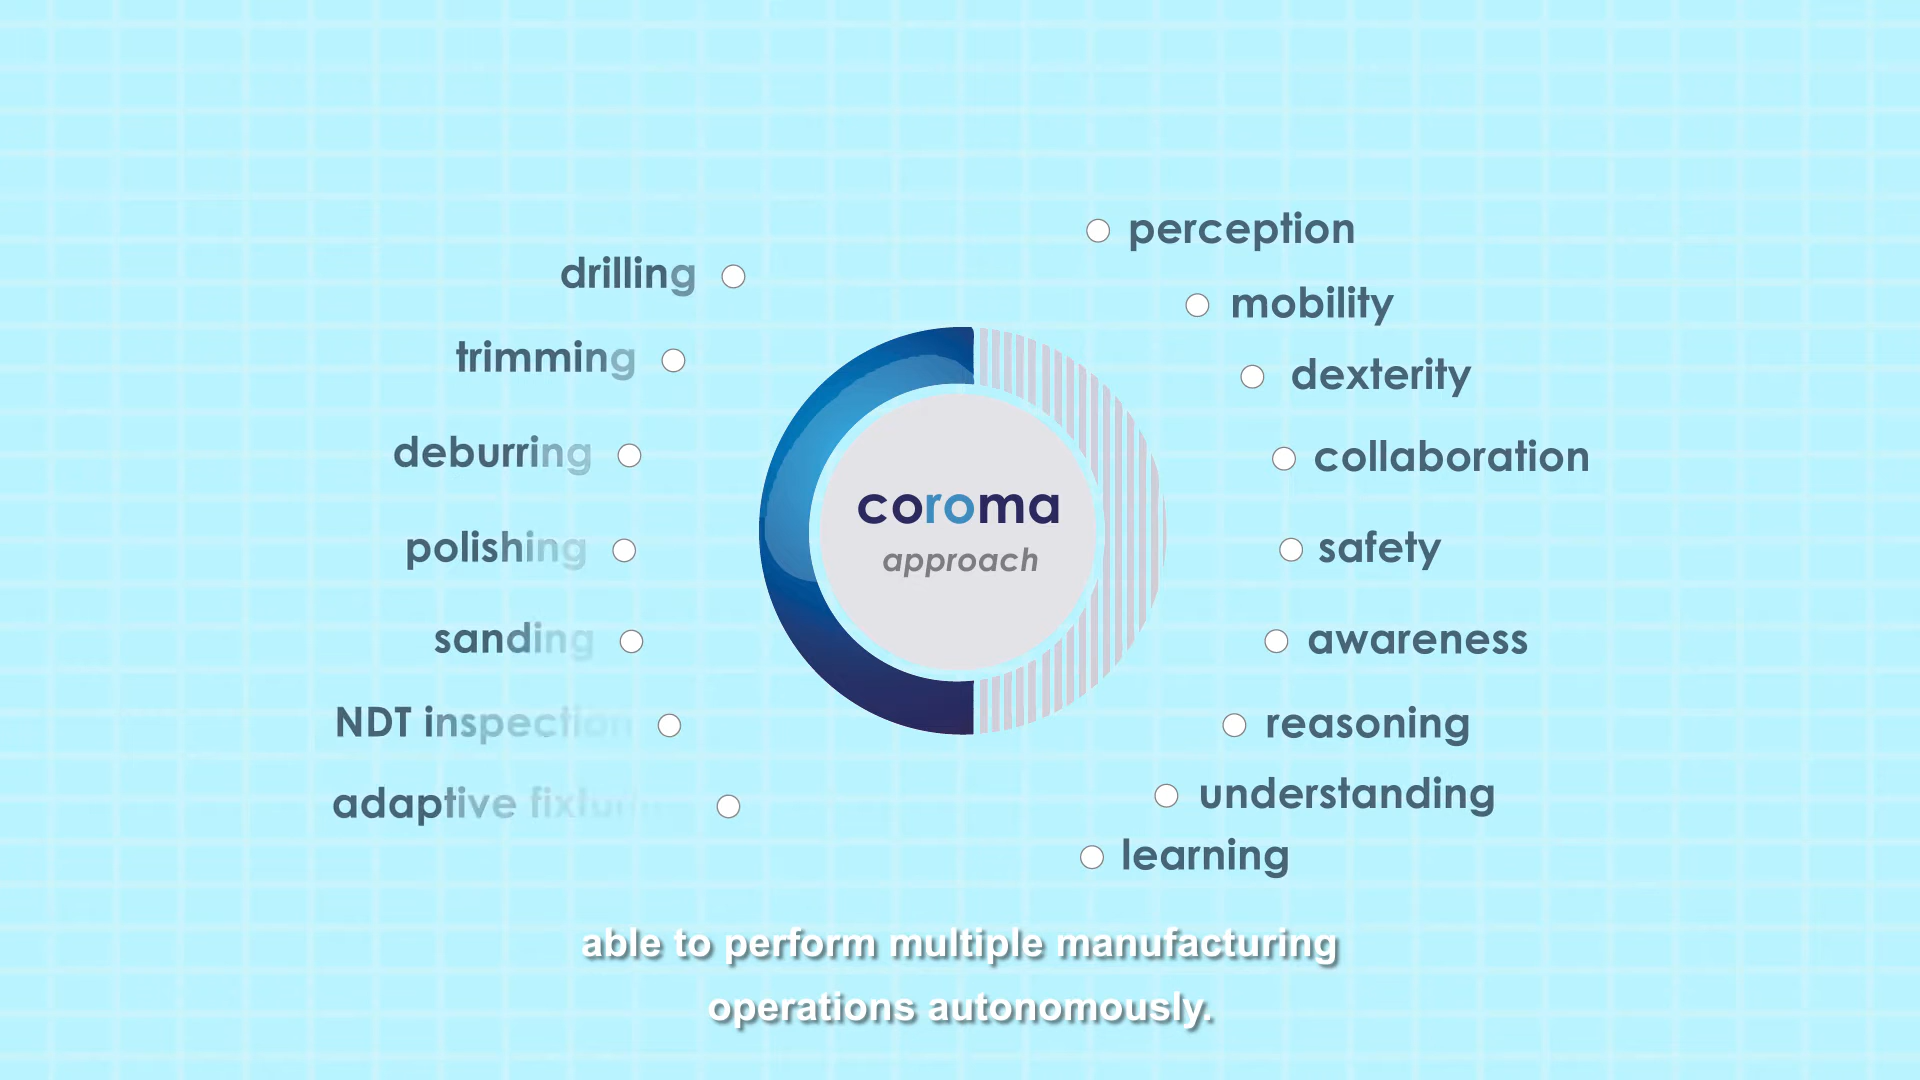 drilling
trimming
deburring
polishing
sanding
NDT inspection
adaptive
coroma
approach
perception
mobility
dexterity
collaboration
safety
awareness
reasoning
understanding
learning
able to perform multiple manufacturing
operations autonomously.